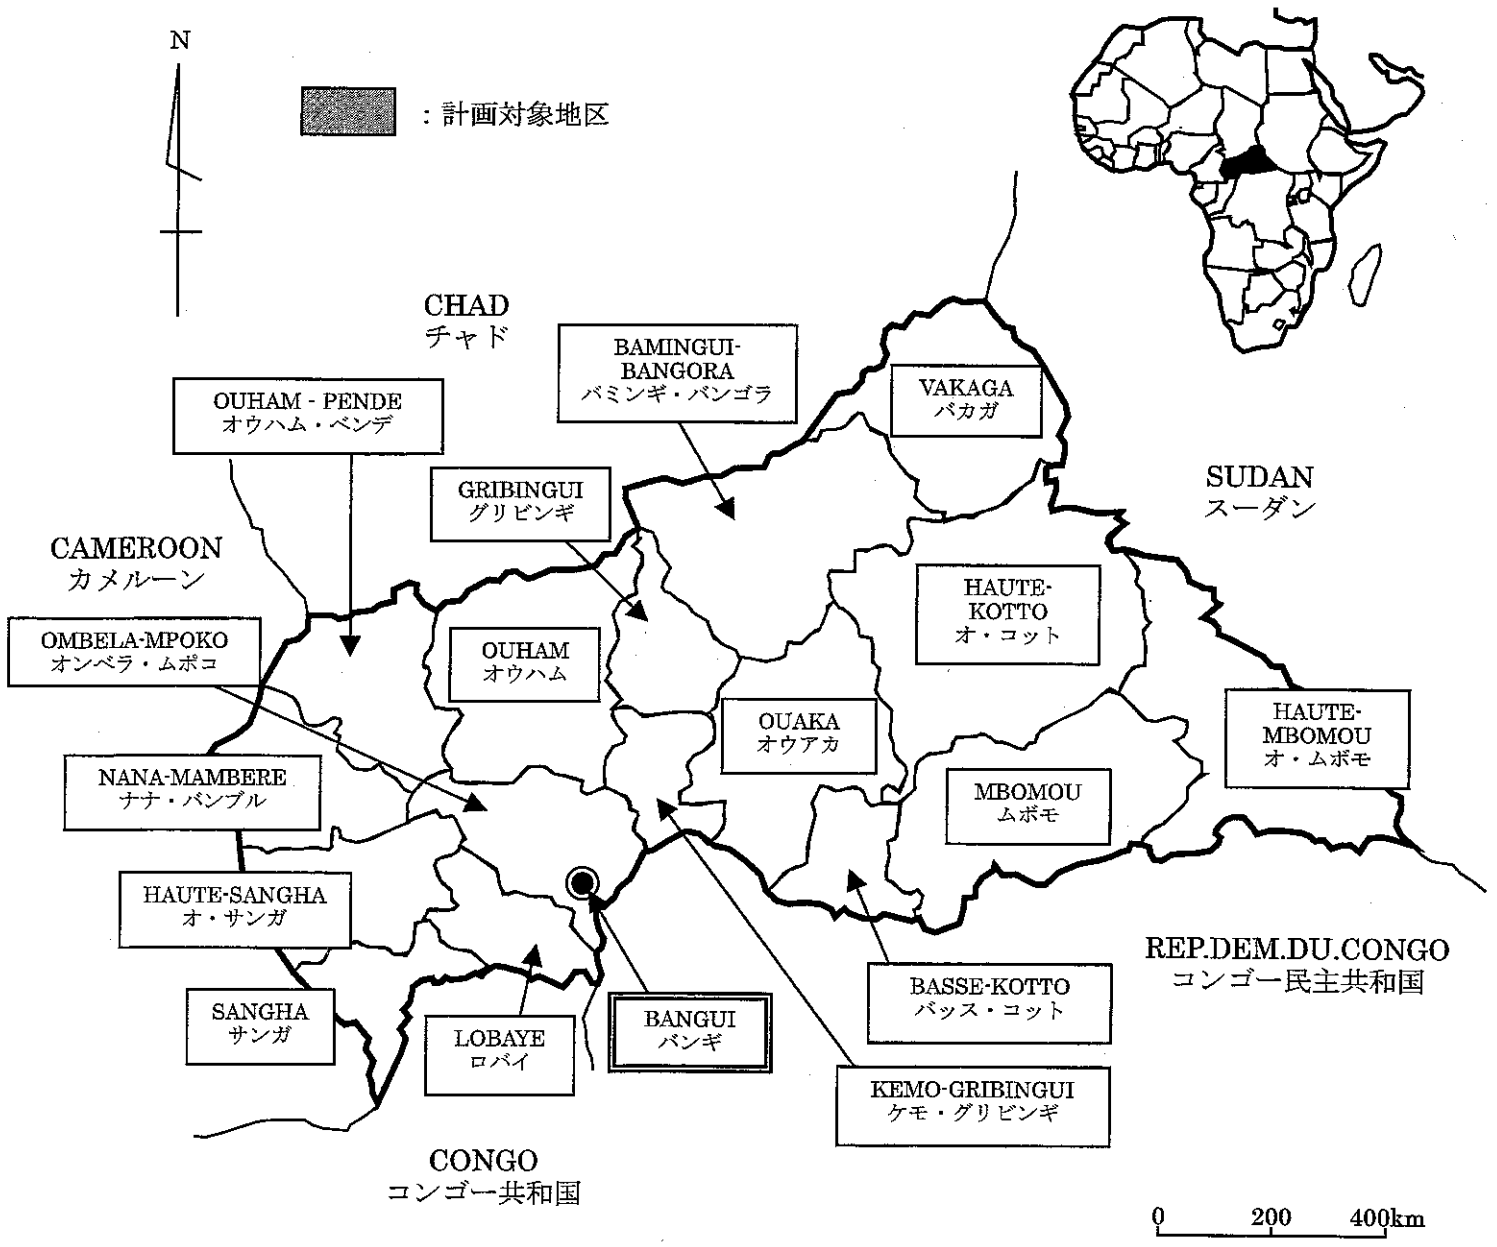 N
：計画対象地区
CHAD
チャド
BAMINGUI-
BANGORA
バミンギ・バンゴラ
VAKAGA
バカガ
OUHAM - PENDE
オウハム・ベンデ
GRIBINGUI
グリビンギ
SUDAN
スーダン
CAMEROON
カメルーン
HAUTE-
KOTTO
オ・コット
OMBELA-MPOKO
オンベラ・ムポコ
OUHAM
オウハム
OUAKA
オウアカ
HAUTE-
MBOMOU
オ・ムボモ
NANA-MAMBERE
ナナ・バンブル
MBOMOU
ムボモ
HAUTE-SANGHA
オ・サンガ
REP.DEM.DU.CONGO
コンゴー民主共和国
BASSE-KOTTO
バッス・コット
SANGHA
サンガ
LOBAYE
ロバイ
BANGUI
バンギ
KEMO-GRIBINGUI
ケモ・グリビンギ
CONGO
コンゴー共和国
0 200 400km